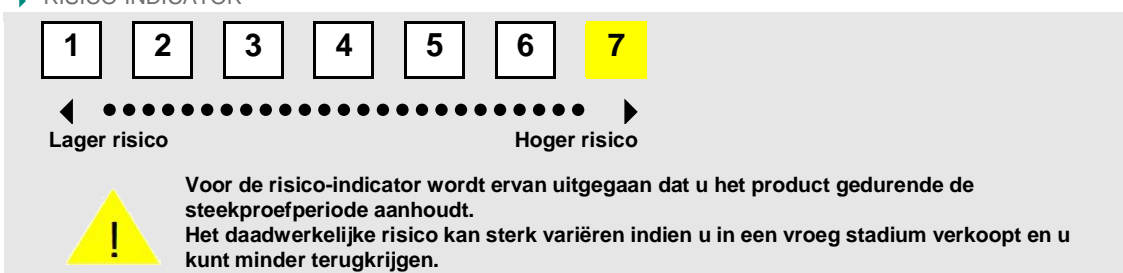 RISICO INDICATOR
1 2 3 4 5 6 7
Lager risico Hoger risico
Voor de risico-indicator wordt ervan uitgegaan dat u het product gedurende de
steekproefperiode aanhoudt.
! Het daadwerkelijke risico kan sterk variëren indien u in een vroeg stadium verkoopt en u
kunt minder terugkrijgen.